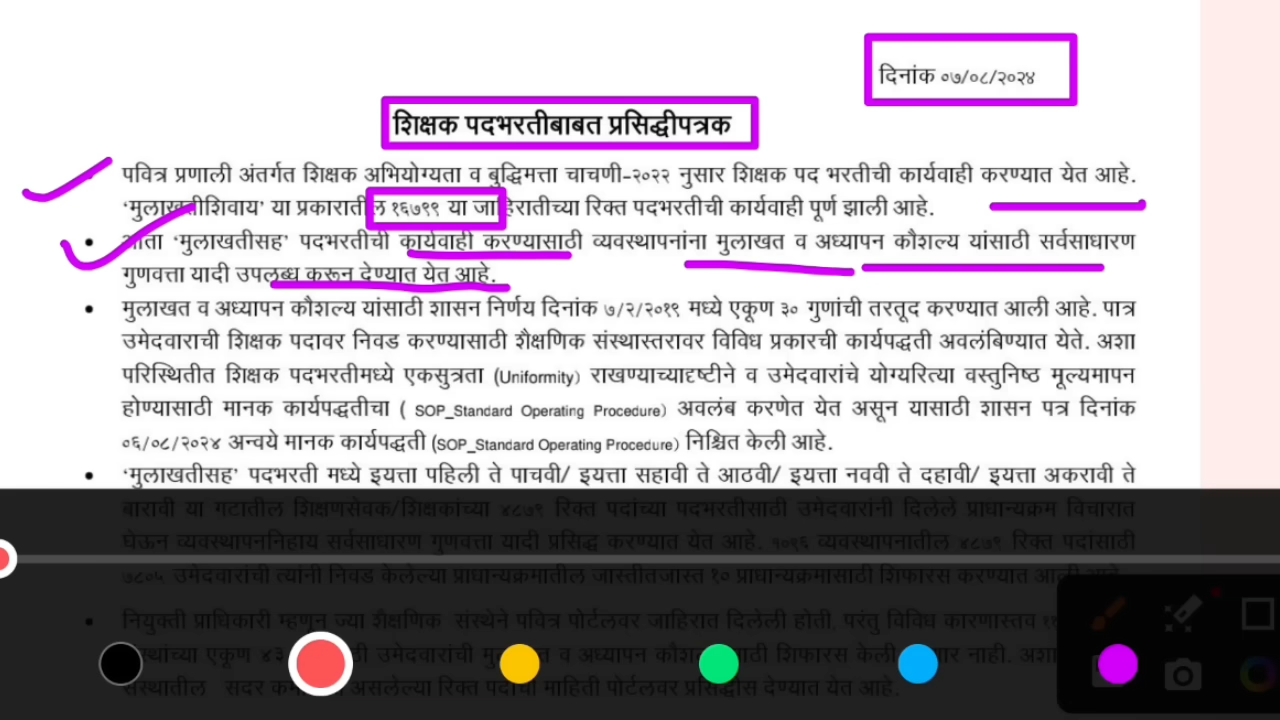 दिनांक ०७/०८/२०२४
शिक्षक पदभरतीबाबत प्रसिद्धीपत्रक
पवित्र प्रणाली अंतर्गत शिक्षक अभियोग्यता व बुद्धिमत्ता चाचणी-२०२२ नुसार शिक्षक पद भरतीची कार्यवाही करण्यात येत आहे.
'मुलाखतीशिवाय' या प्रकारातील १६७९९ या जाहिरातीच्या रिक्त पदभरतीची कार्यवाही पूर्ण झाली आहे.
• आता 'मुलाखतीसह' पदभरतीची कार्यवाही करण्यासाठी व्यवस्थापनांना मुलाखत व अध्यापन कौशल्य यांसाठी सर्वसाधारण
गुणवत्ता यादी उपलब्ध करून देण्यात येत आहे.
• मुलाखत व अध्यापन कौशल्य यांसाठी शासन निर्णय दिनांक ७/२/२०१९ मध्ये एकूण ३० गुणांची तरतूद करण्यात आली आहे. पात्र
उमेदवाराची शिक्षक पदावर निवड करण्यासाठी शैक्षणिक संस्थास्तरावर विविध प्रकारची कार्यपद्धती अवलंबिण्यात येते. अशा
परिस्थितीत शिक्षक पदभरतीमध्ये एकसुत्रता (Uniformity) राखण्याच्यादृष्टीने व उमेदवारांचे योग्यरित्या वस्तुनिष्ठ मूल्यमापन
होण्यासाठी मानक कार्यपद्धतीचा ( SOP_Standard Operating Procedure) अवलंब करणेत येत असून यासाठी शासन पत्र दिनांक
०६/०८/२०२४ अन्वये मानक कार्यपद्धती (SOP_Standard Operating Procedure) निश्चित केली आहे.
• 'मुलाखतीसह' पदभरती मध्ये इयत्ता पहिली ते पाचवी/ इयत्ता सहावी ते आठवी/ इयत्ता नववी ते दहावी/ इयत्ता अकरावी ते
बारावी या गटातील शिक्षणसेवक/शिक्षकांच्या ४८७९ रिक्त पदांच्या पदभरतीसाठी उमेदवारांनी दिलेले प्राधान्यक्रम विचारात
घेऊन व्यवस्थापननिहाय सर्वसाधारण गुणवत्ता यादी प्रसिद्ध करण्यात येत आहे. १०९६ व्यवस्थापनातील ४८७९ रिक्त पदांसाठी
७८०५ उमेदवारांची त्यांनी निवड केलेल्या प्राधान्यक्रमातील जास्तीतजास्त १० प्राधान्यक्रमासाठी शिफारस करण्यात आली आहे.
• नियुक्ती प्राधिकारी म्हणून ज्या शैक्षणिक संस्थेने पवित्र पोर्टलवर जाहिरात दिलेली होती, परंतु विविध कारणास्तव
एकूण उमेदवारांची व अध्यापन शिफारस केली नाही. अशा
संस्थातील सदर असलेल्या रिक्त पदांची माहिती पोर्टलवर प्रसिद्धीस देण्यात येत आहे.